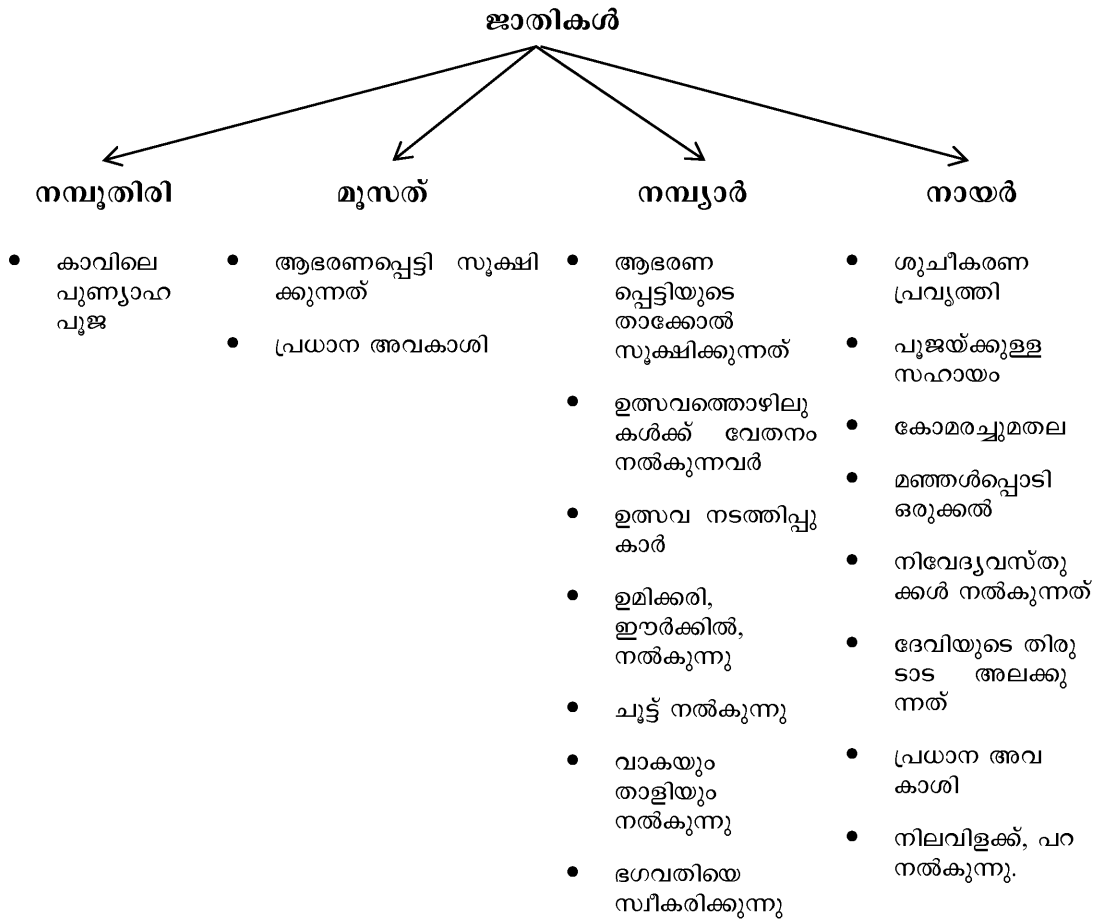 ജാതികൾ
നമ്പൂതിരി
കാവിലെ
പുണ്യാഹ
പൂജ
മൂസത്
ആഭരണപ്പെട്ടി സൂക്ഷി
ക്കുന്നത്
പ്രധാന അവകാശി
നമ്പ്യാർ
ആഭരണ
പ്പെട്ടിയുടെ
താക്കോൽ
സൂക്ഷിക്കുന്നത്
ഉത്സവത്തൊഴിലു
കൾക്ക് വേതനം
നൽകുന്നവർ
ഉത്സവ നടത്തിപ്പു
കാർ
ഉമിക്കരി,
ഈർക്കിൽ,
നൽകുന്നു
ചൂട്ട് നൽകുന്നു
വാകയും
താളിയും
നൽകുന്നു
ഭഗവതിയെ
സ്വീകരിക്കുന്നു
നായർ
ശുചീകരണ
പ്രവൃത്തി
പൂജയ്ക്കുള്ള
സഹായം
കോമരച്ചുമതല
മഞ്ഞൾപ്പൊടി
ഒരുക്കൽ
നിവേദ്യവസ്തു
ക്കൾ നൽകുന്നത്
ദേവിയുടെ തിരു
ടാട അലക്കു
ന്നത്
പ്രധാന അവ
കാശി
നിലവിളക്ക്, പറ
നൽകുന്നു.